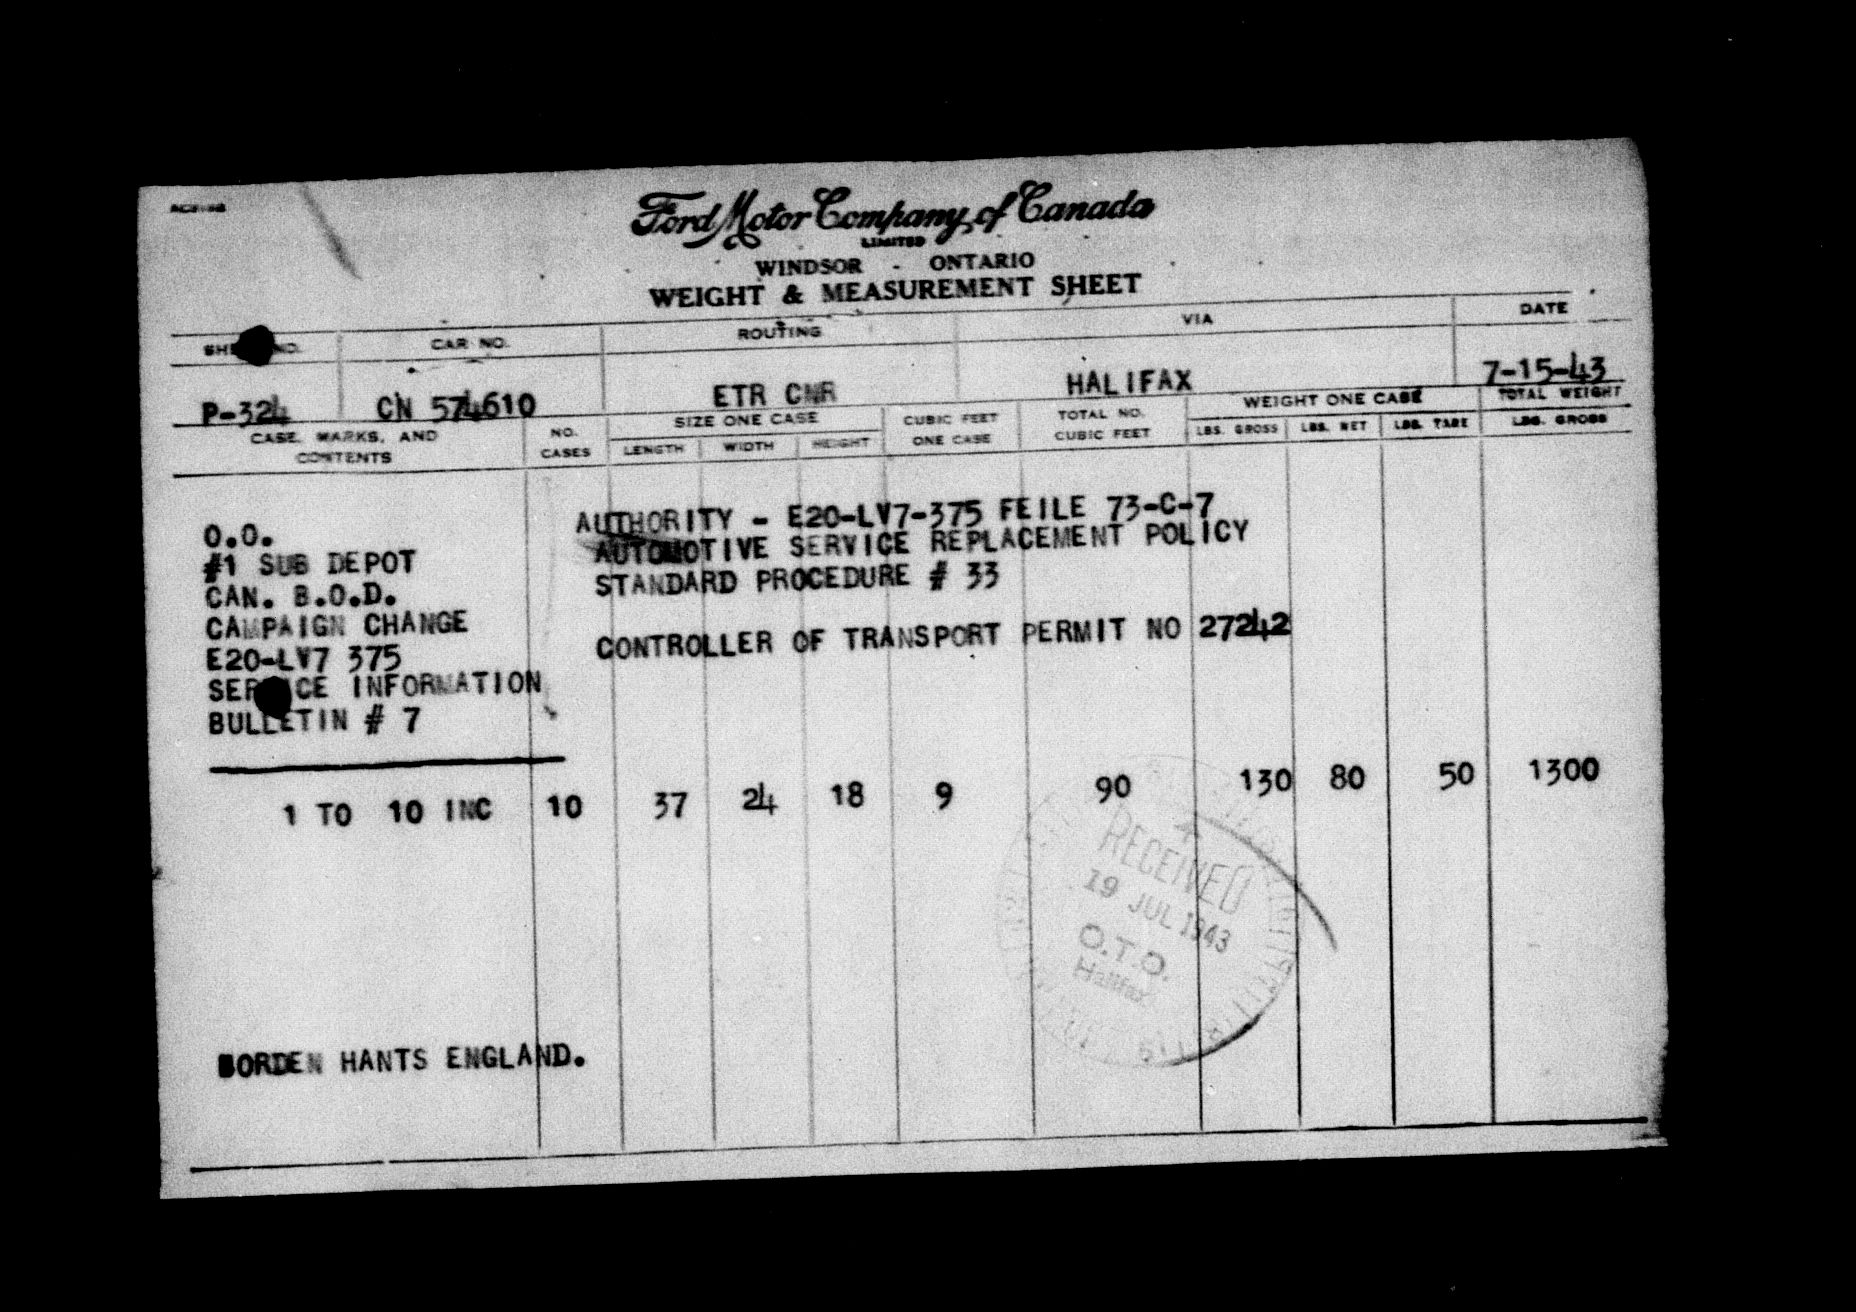 Ford Motor Company of Canada
LIMITED
WINDSOR - ONTARIO
WEIGHT & MEASUREMENT SHEET
CAR NO. ROUTING VIA DATE
P-324 CN 574610 ETR CNR HALIFAX 7-15-43
CASE, MARKS, AND CONTENTS NO. CASES SIZE ONE CASE CUBIC FEET ONE CASE TOTAL NO. CUBIC FEET WEIGHT ONE CASE TOTAL WEIGHT
LENGTH WIDTH HEIGHT LBS. GROSS LBS. NET LBS. TARE LBS. GROSS
O.O.
#1 SUB DEPOT
CAN. B.O.D.
CAMPAIGN CHANGE
E20-LV7 375
SERVICE INFORMATION
BULLETIN # 7
AUTHORITY - E20-LV7-375 FEILE 73-C-7
AUTOMOTIVE SERVICE REPLACEMENT POLICY
STANDARD PROCEDURE # 33
CONTROLLER OF TRANSPORT PERMIT NO 27242
1 TO 10 INC 10 37 24 18 9 90 130 80 50 1300
RECEIVED
19 JUL 1943
O.T.O.
Halifax
BORDEN HANTS ENGLAND.